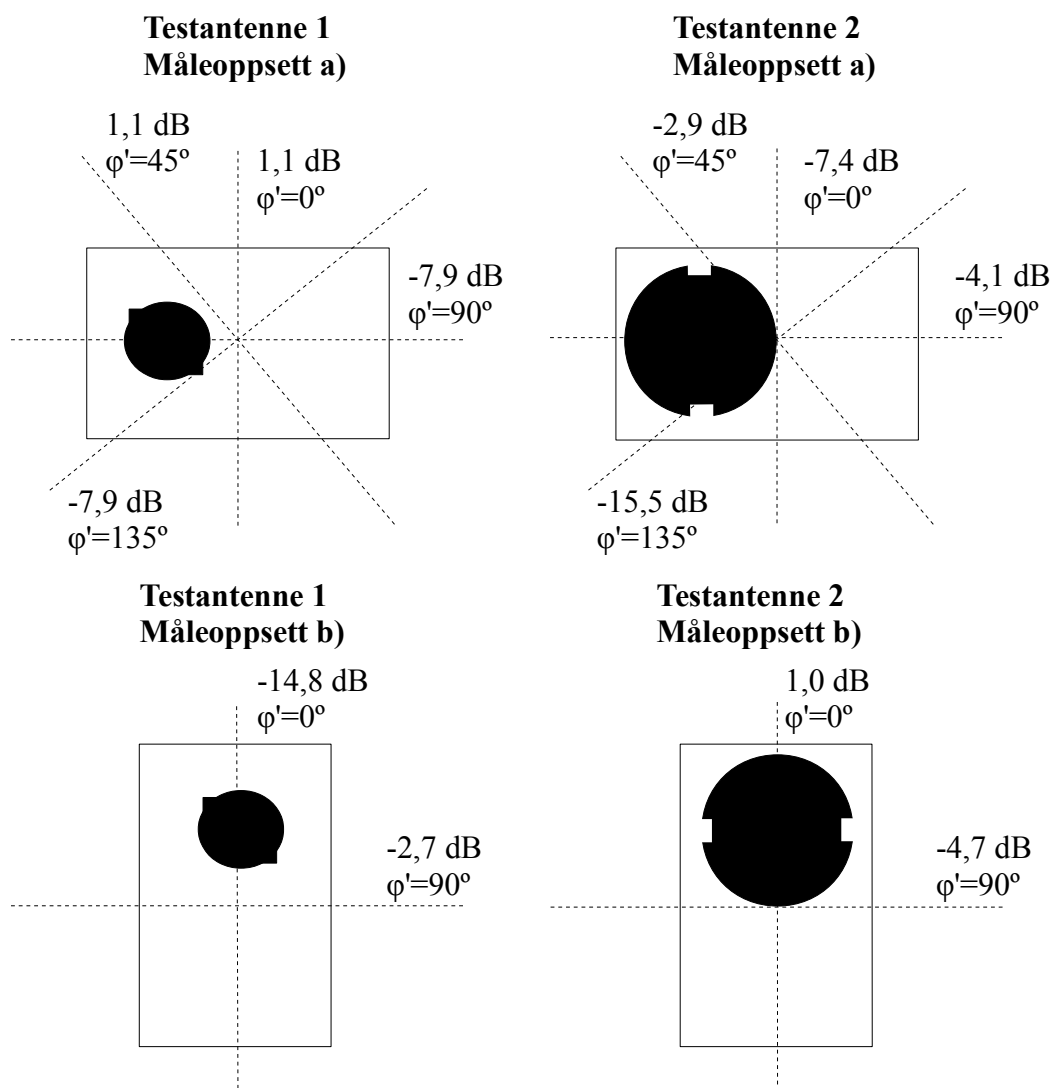 Testantenne 1
Måleoppsett a)
1,1 dB
φ'=45º
1,1 dB
φ'=0º
-7,9 dB
φ'=90º
-7,9 dB
φ'=135º
Testantenne 2
Måleoppsett a)
-2,9 dB
φ'=45º
-7,4 dB
φ'=0º
-4,1 dB
φ'=90º
-15,5 dB
φ'=135º
Testantenne 1
Måleoppsett b)
-14,8 dB
φ'=0º
-2,7 dB
φ'=90º
Testantenne 2
Måleoppsett b)
1,0 dB
φ'=0º
-4,7 dB
φ'=90º